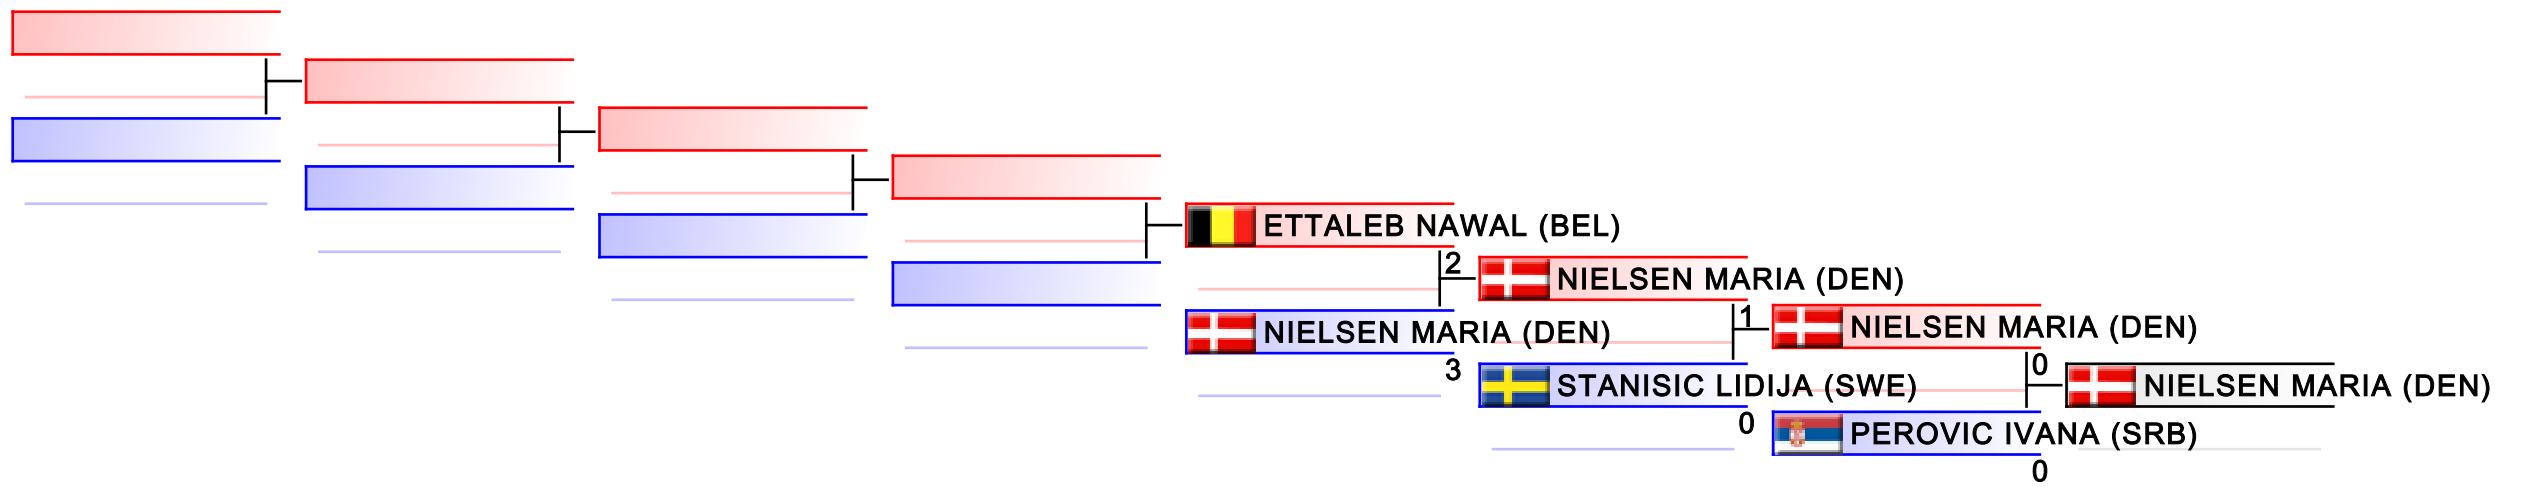 ETTALEB NAWAL (BEL)
2
NIELSEN MARIA (DEN)
NIELSEN MARIA (DEN)
3
1
NIELSEN MARIA (DEN)
STANISIC LIDIJA (SWE)
0
0
NIELSEN MARIA (DEN)
PEROVIC IVANA (SRB)
0